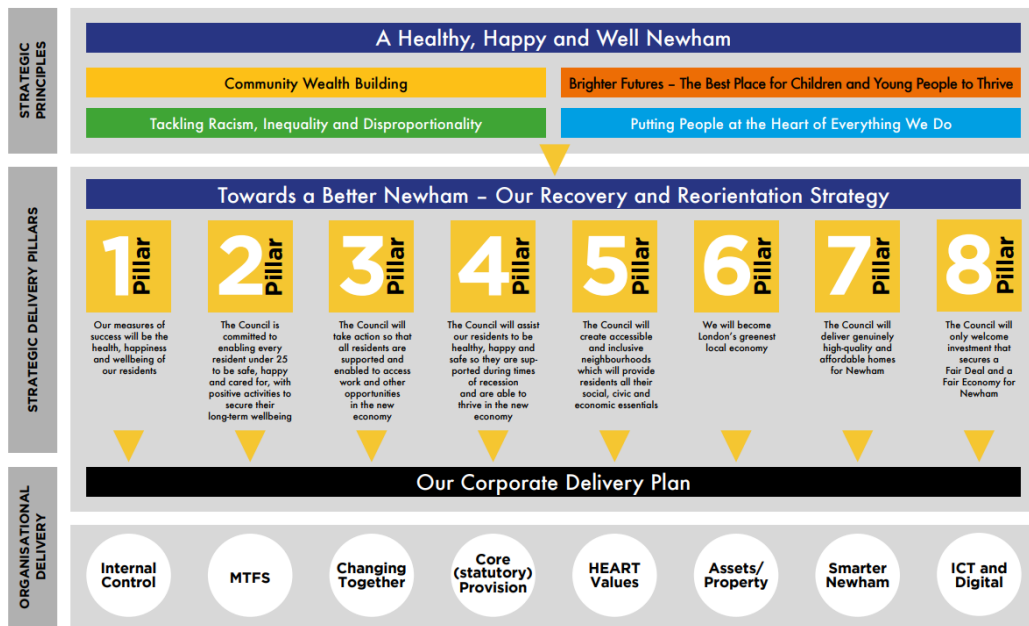 STRATEGIC
PRINCIPLES
A Healthy, Happy and Well Newham
Community Wealth Building
Brighter Futures – The Best Place for Children and Young People to Thrive
Tackling Racism, Inequality and Disproportionality
Putting People at the Heart of Everything We Do
STRATEGIC DELIVERY PILLARS
Towards a Better Newham – Our Recovery and Reorientation Strategy
1 Pillar
Our measures of
success will be the
health, happiness
and wellbeing of
our residents
2 Pillar
The Council is
committed to
enabling every
resident under 25
to be safe, happy
and cared for, with
positive activities to
secure their
long-term wellbeing
3 Pillar
The Council will
take action so that
all residents are
supported and
enabled to access
work and other
opportunities
in the new
economy
4 Pillar
The Council will assist
our residents to be
healthy, happy and
safe so they are sup-
ported during times
of recession
and are able to
thrive in the new
economy
5 Pillar
The Council will
create accessible
and inclusive
neighbourhoods
which will provide
residents all their
social, civic and
economic essentials
6 Pillar
We will become
London's greenest
local economy
7 Pillar
The Council will
deliver genuinely
high-quality and
affordable homes
for Newham
8 Pillar
The Council will
only welcome
investment that
secures a
Fair Deal and a
Fair Economy for
Newham
ORGANISATIONAL
DELIVERY
Our Corporate Delivery Plan
Internal
Control
MTFS
Changing
Together
Core
(statutory)
Provision
HEART
Values
Assets/
Property
Smarter
Newham
ICT and
Digital